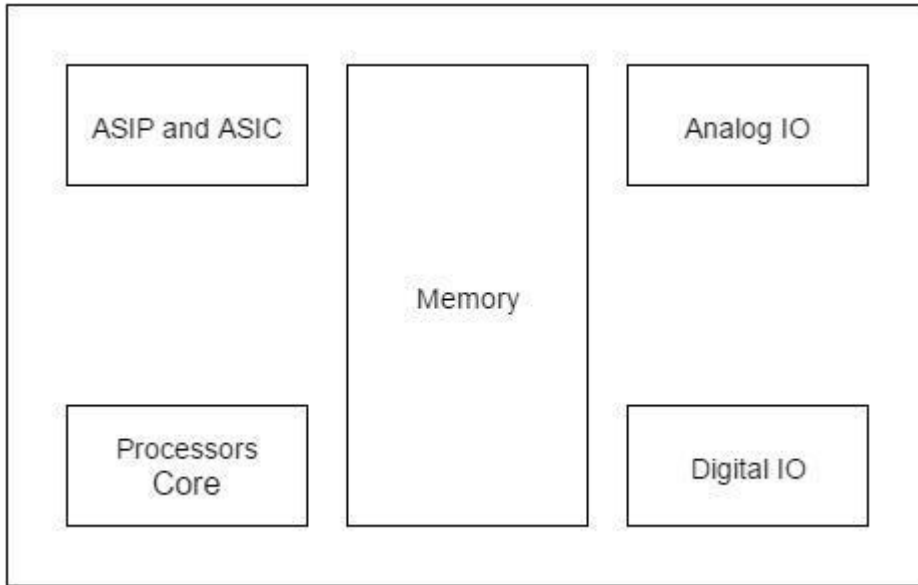 ASIP and ASIC
Analog IO
Memory
Processors
Core
Digital IO